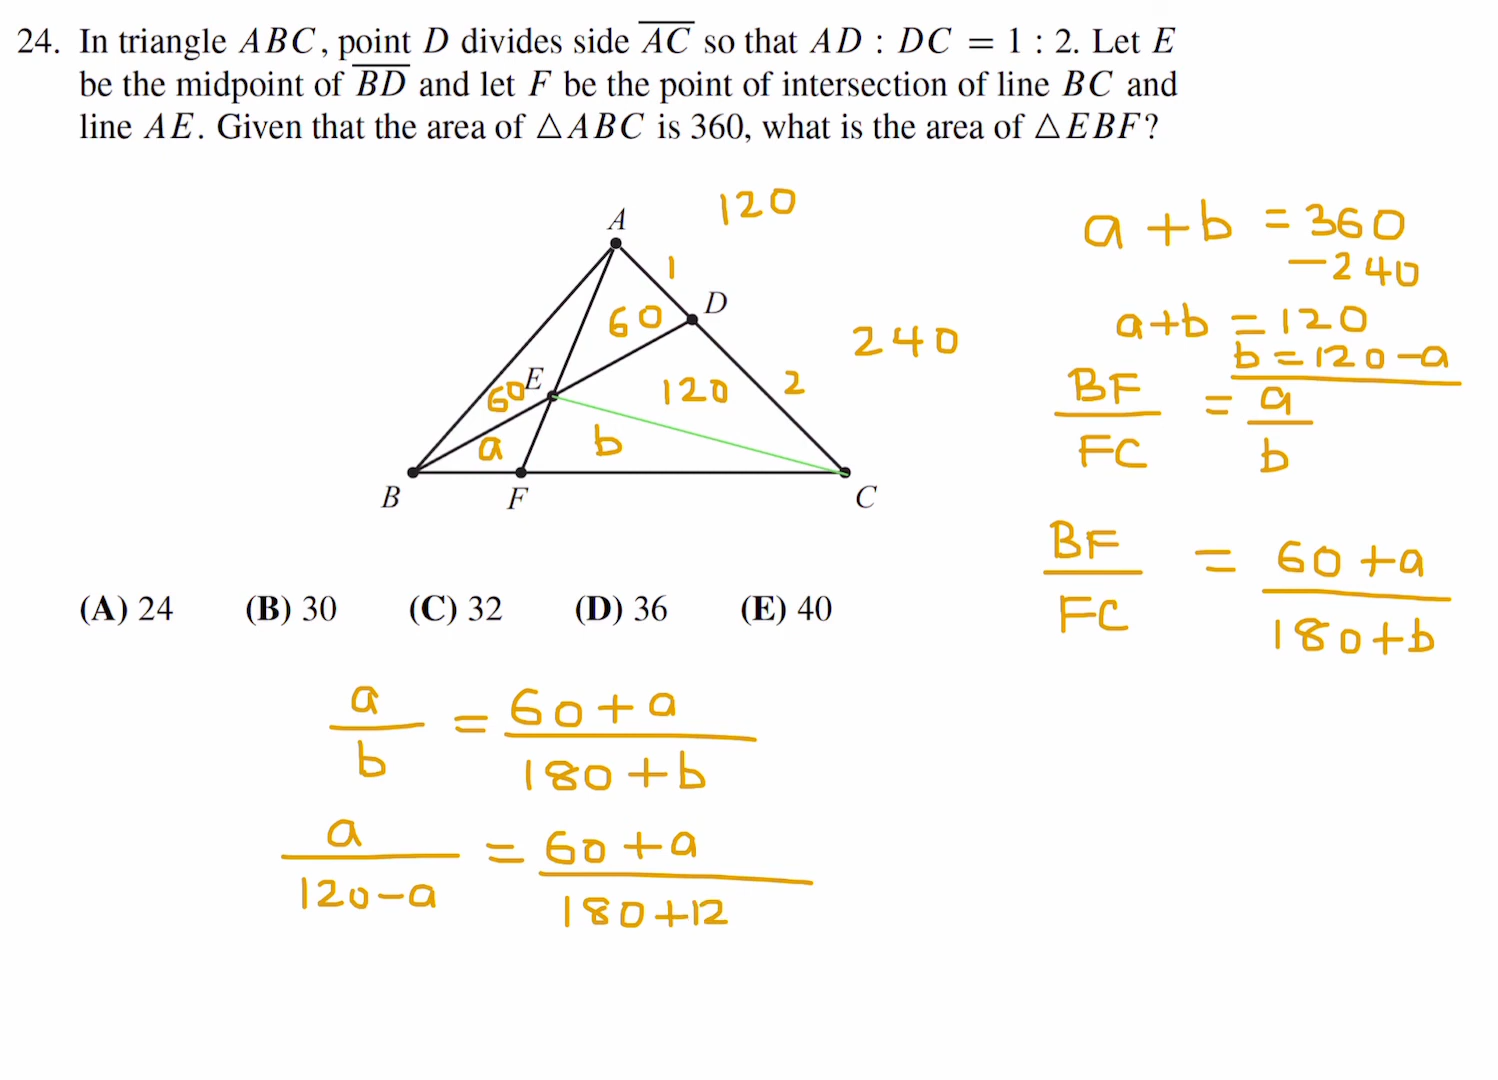 24. In triangle ABC, point D divides side AC so that AD : DC = 1 : 2. Let E
be the midpoint of BD and let F be the point of intersection of line BC and
line AE. Given that the area of △ABC is 360, what is the area of △EBF?
120
A
1
60
D
240
60
E
120
2
a
b
B
F
C
a + b = 360
- 240
a + b = 120
b = 120 - a
BF
FC
=
a
b
BF
FC
=
60 + a
180 + b
(A) 24 (B) 30 (C) 32 (D) 36 (E) 40
a
b
=
60 + a
180 + b
a
120 - a
=
60 + a
180 + 12